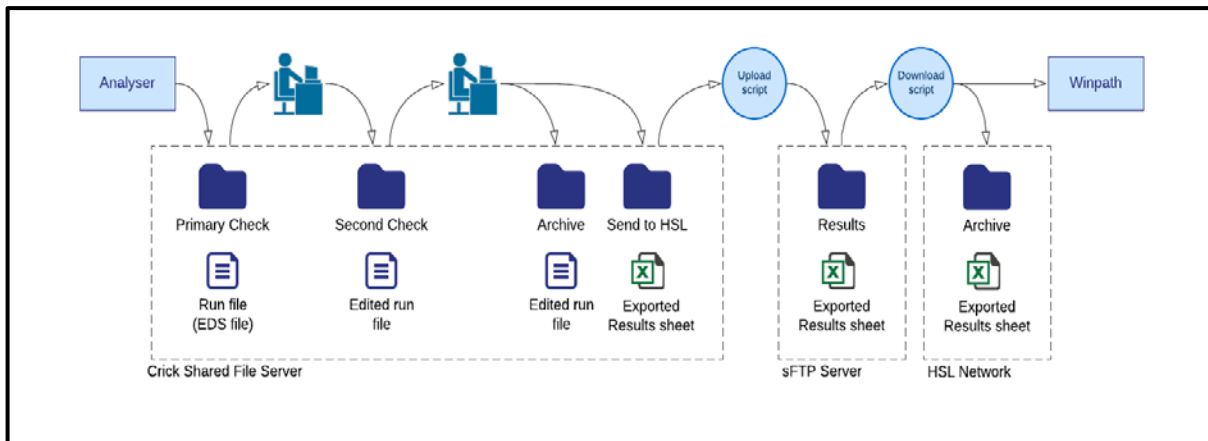 Analyser
Upload
script
Download
script
Winpath
Primary Check
Second Check
Archive
Send to HSL
Results
Archive
Run file
(EDS file)
Edited run
file
Edited run
file
Exported
Results sheet
Exported
Results sheet
Exported
Results sheet
Crick Shared File Server
sFTP Server
HSL Network